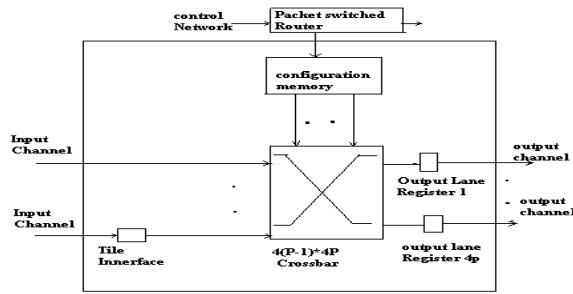 control
Network
Packet switched
Router
configuration
memory
Input
Channel
output
channel
Output Lane
Register 1
Input
Channel
output
channel
Tile
Innerface
4(P-1)*4P
Crossbar
output lane
Register 4p